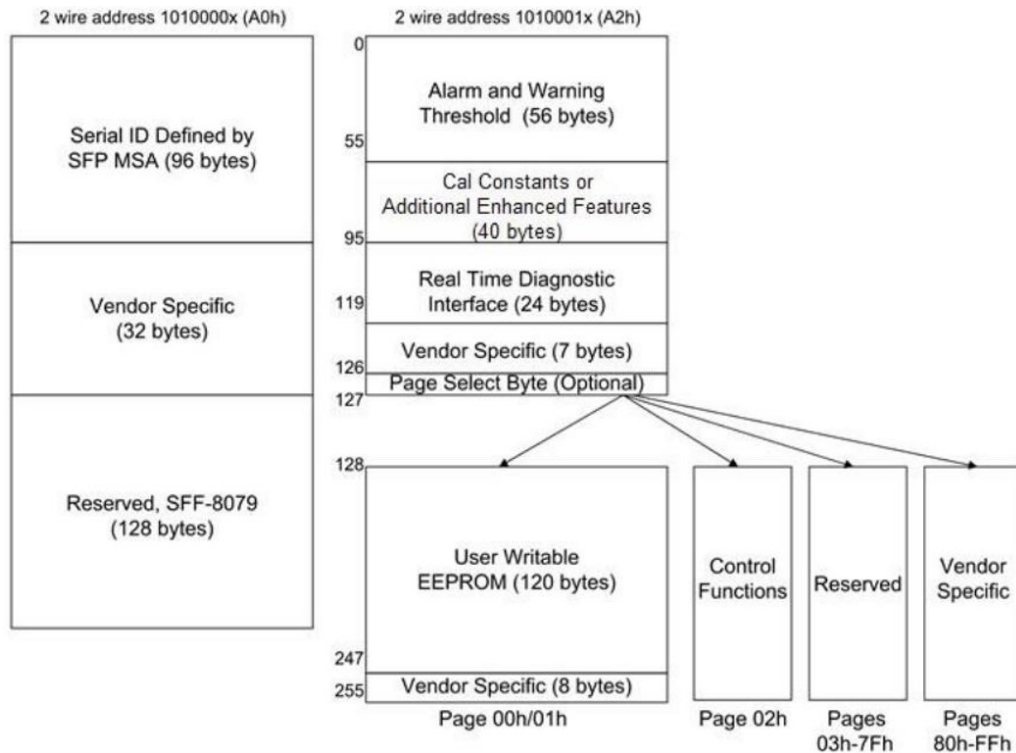 2 wire address 1010000x (A0h)
Serial ID Defined by
SFP MSA (96 bytes)
Vendor Specific
(32 bytes)
Reserved, SFF-8079
(128 bytes)
2 wire address 1010001x (A2h)
0
Alarm and Warning
Threshold (56 bytes)
55
Cal Constants or
Additional Enhanced Features
(40 bytes)
95
Real Time Diagnostic
Interface (24 bytes)
119
Vendor Specific (7 bytes)
126
Page Select Byte (Optional)
127
128
User Writable
EEPROM (120 bytes)
247
Vendor Specific (8 bytes)
255
Page 00h/01h
Control
Functions
Page 02h
Reserved
Pages
03h-7Fh
Vendor
Specific
Pages
80h-FFh